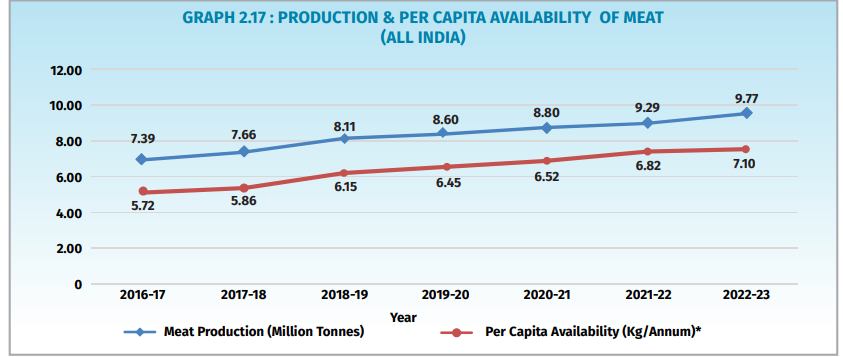 GRAPH 2.17 : PRODUCTION & PER CAPITA AVAILABILITY OF MEAT
(ALL INDIA)
12.00
10.00
8.00
6.00
4.00
2.00
0
7.39 7.66 8.11 8.60 8.80 9.29 9.77
5.72 5.86 6.15 6.45 6.52 6.82 7.10
2016-17 2017-18 2018-19 2019-20 2020-21 2021-22 2022-23
Year
Meat Production (Million Tonnes) Per Capita Availability (Kg/Annum)*